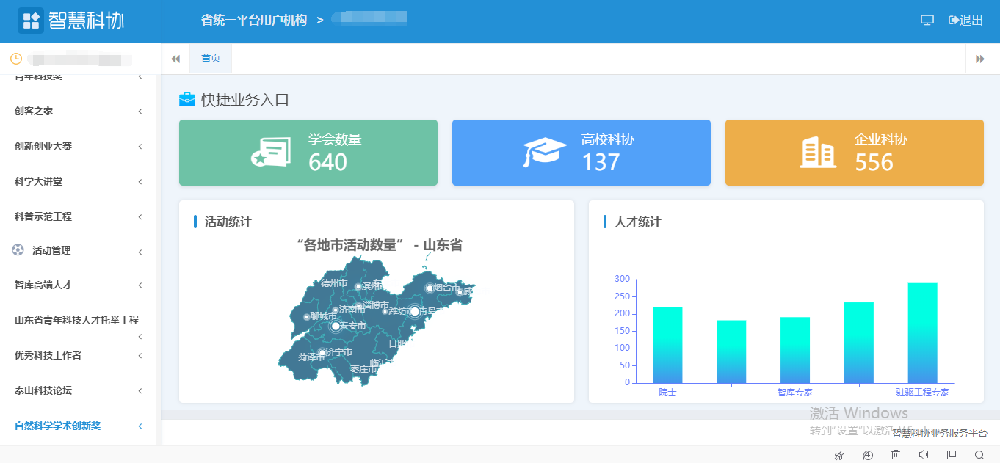 智慧科协
省统一平台用户机构 >
退出
首页
青年科技奖
创客之家
创新创业大赛
科学大讲堂
科普示范工程
活动管理
智库高端人才
山东省青年科技人才托举工程
优秀科技工作者
泰山科技论坛
自然科学学术创新奖
快捷业务入口
学会数量
640
高校科协
137
企业科协
556
活动统计
“各地市活动数量” - 山东省
德州市
滨州
东
烟台市
威
济南市
淄博市
聊城市
潍坊市
青岛市
泰安市
日照
菏泽市
济宁市
临沂市
枣庄市
人才统计
300
250
200
150
100
50
0
院士
智库专家
驻驱工程专家
激活 Windows
转到“设置”以激活 Windows
智慧科协业务服务平台